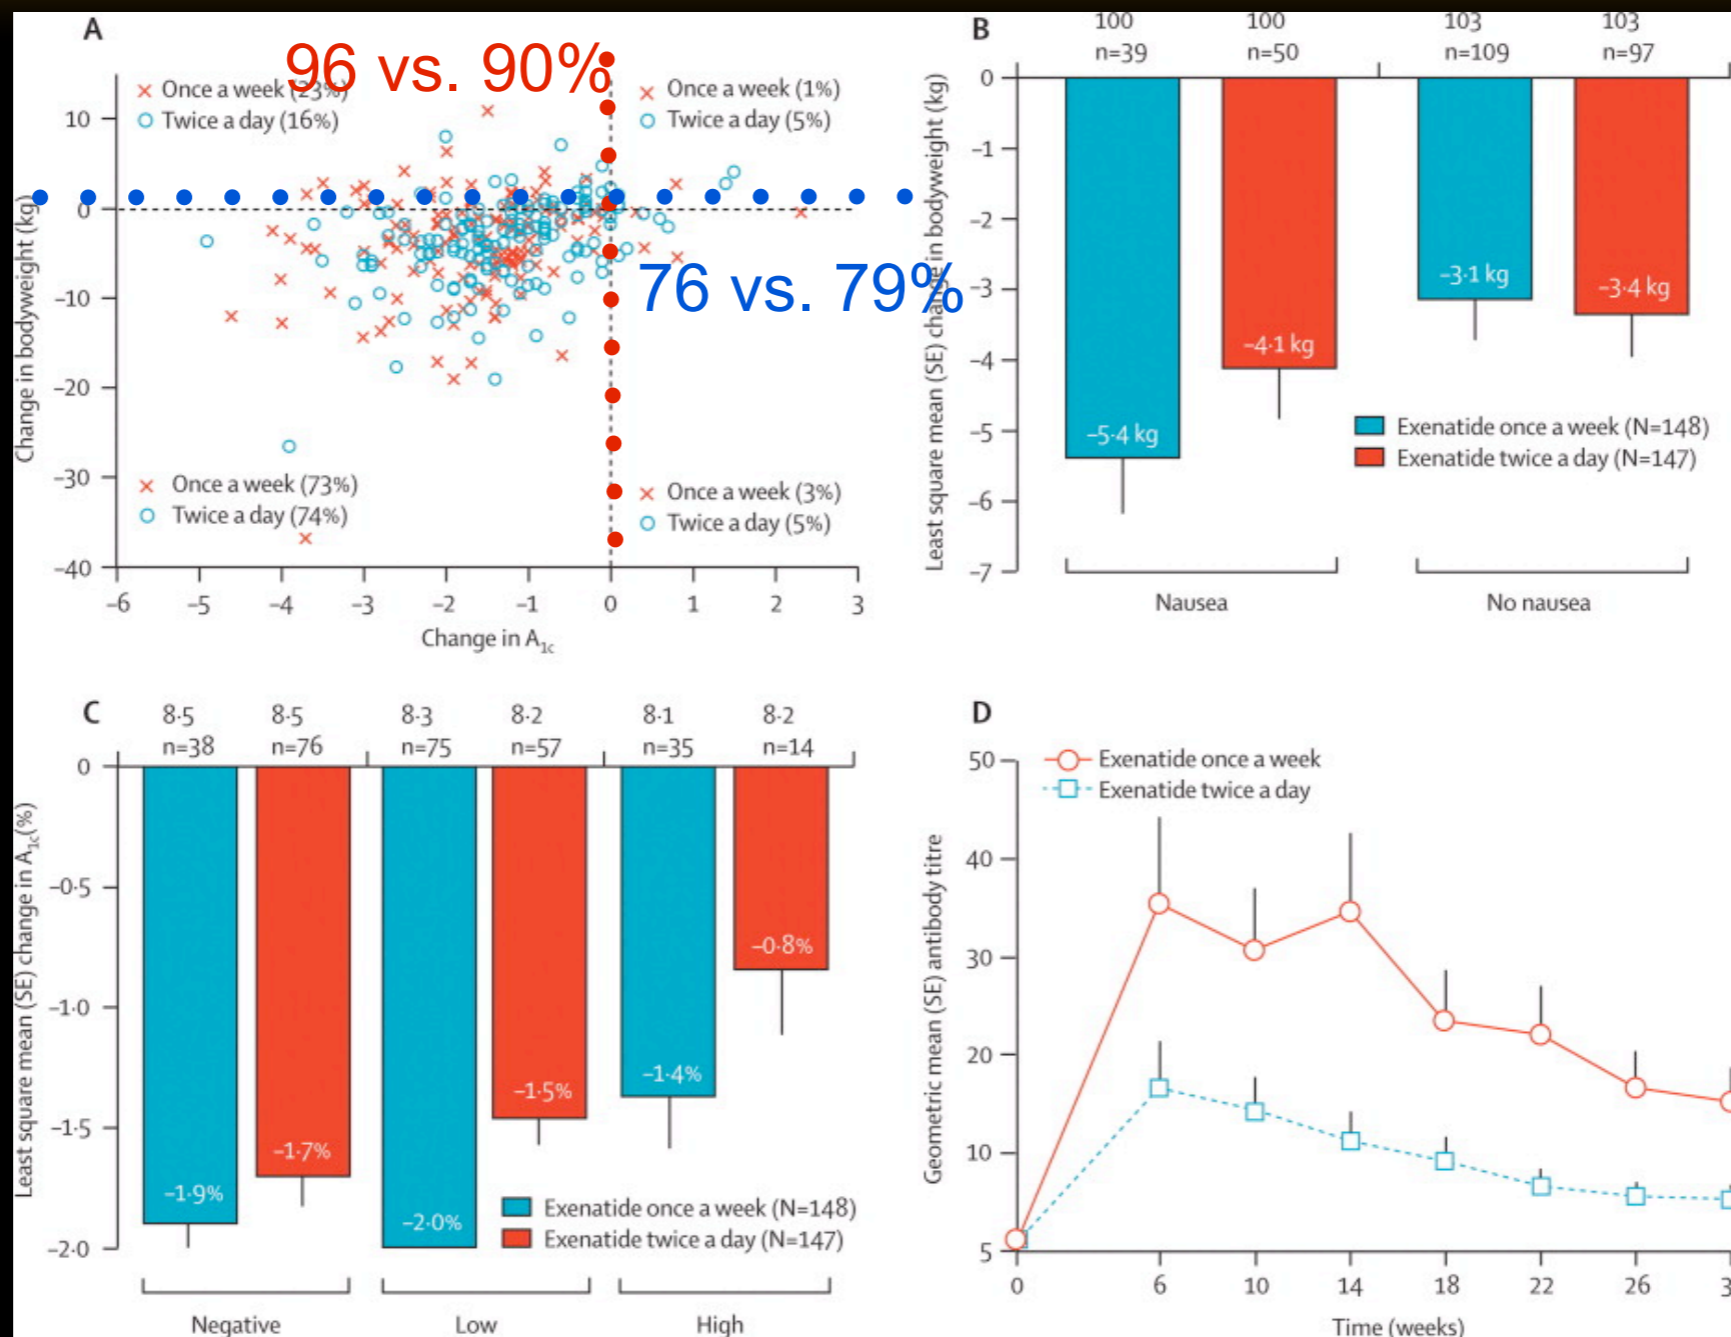 A
96 vs. 90%
× Once a week (23%)
Twice a day (16%)
× Once a week (1%)
Twice a day (5%)
10
0
–10
–20
–30
–40
Change in bodyweight (kg)
76 vs. 79%
× Once a week (73%)
Twice a day (74%)
× Once a week (3%)
Twice a day (5%)
–6 –5 –4 –3 –2 –1 0 1 2 3
Change in A1c
B
100 100 103 103
n=39 n=50 n=109 n=97
0
–1
–2
–3
–4
–5
–6
–7
Least square mean (SE) change in bodyweight (kg)
–5·4 kg
–4·1 kg
–3·1 kg
–3·4 kg
Exenatide once a week (N=148)
Exenatide twice a day (N=147)
Nausea No nausea
C
8·5 8·5 8·3 8·2 8·1 8·2
n=38 n=76 n=75 n=57 n=35 n=14
0
–0·5
–1·0
–1·5
–2·0
Least square mean (SE) change in A1c(%)
–1·9%
–1·7%
–2·0%
–1·5%
–1·4%
–0·8%
Exenatide once a week (N=148)
Exenatide twice a day (N=147)
Negative Low High
D
Exenatide once a week
Exenatide twice a day
50
40
30
20
10
5
Geometric mean (SE) antibody titre
0 6 10 14 18 22 26
Time (weeks)